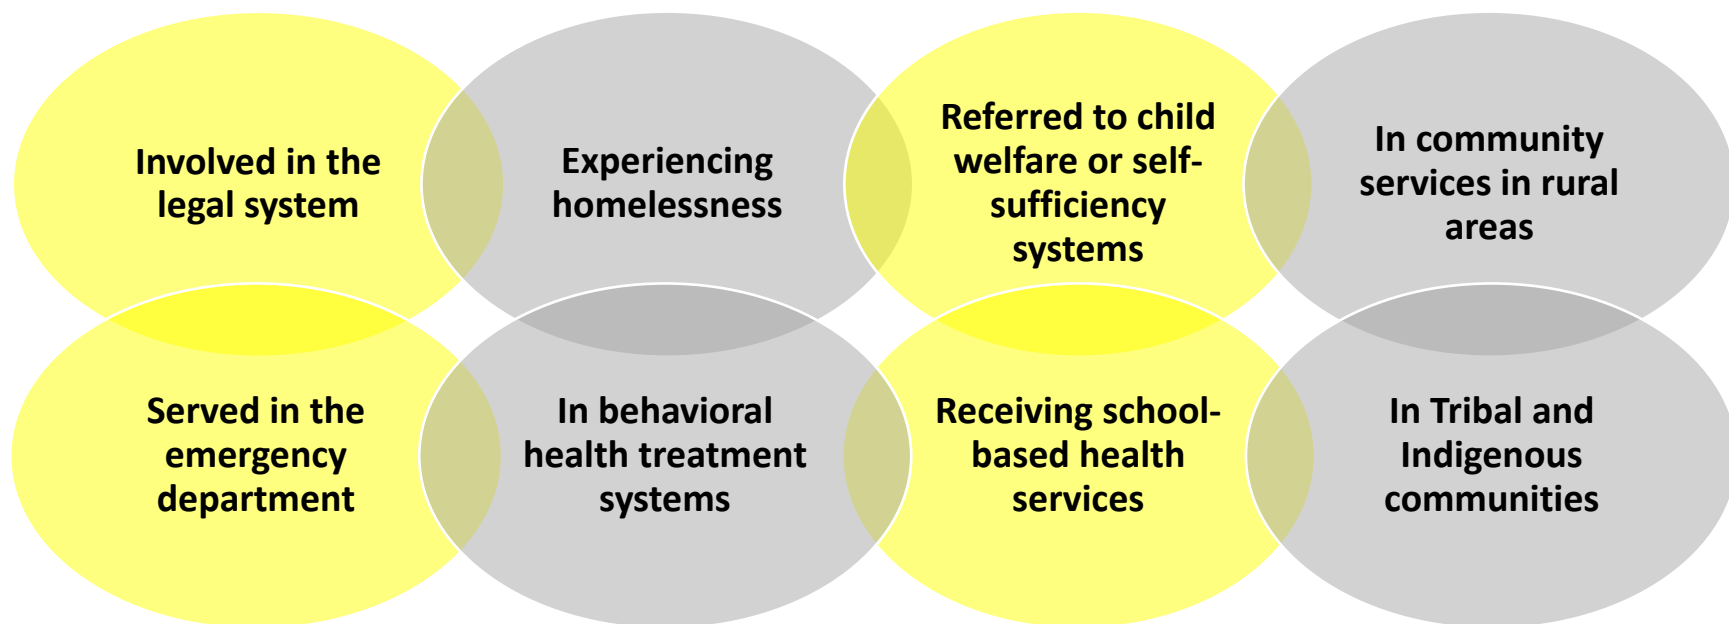 Involved in the
legal system
Experiencing
homelessness
Referred to child
welfare or self-
sufficiency
systems
In community
services in rural
areas
Served in the
emergency
department
In behavioral
health treatment
systems
Receiving school-
based health
services
In Tribal and
Indigenous
communities